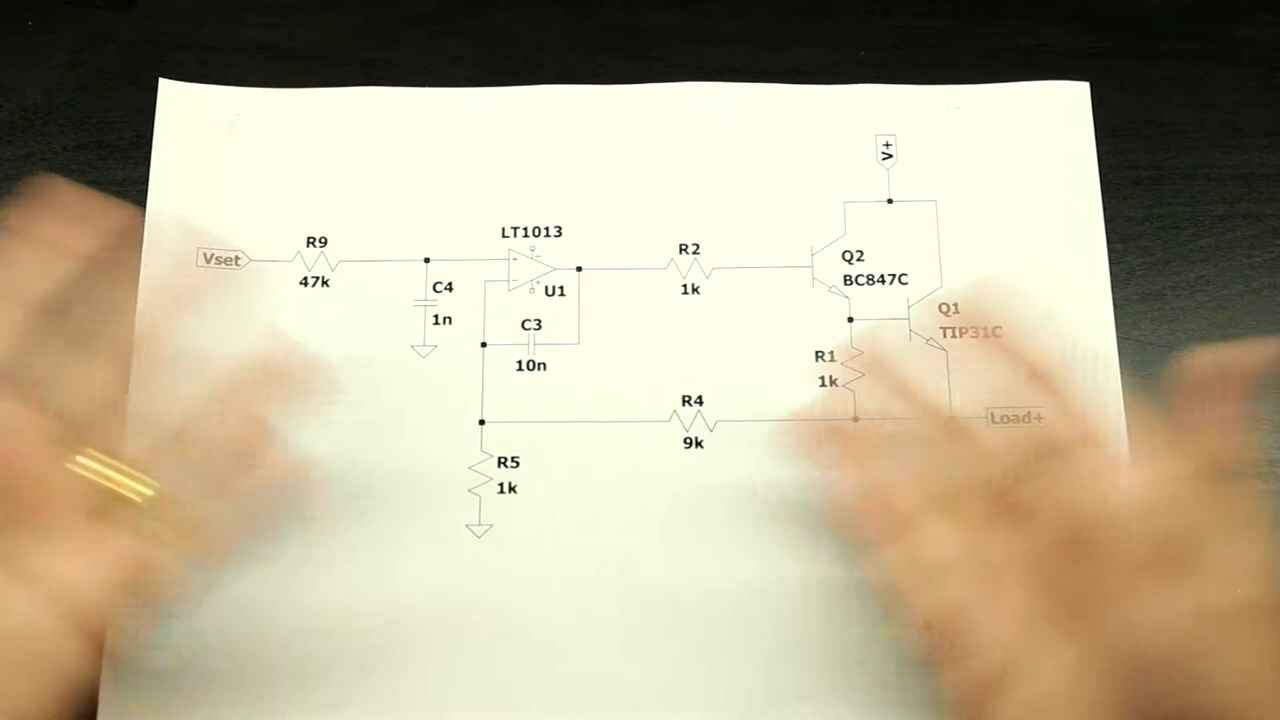 V+
LT1013
R9
Vset
47k
R2
1k
Q2
BC847C
C4
1n
U1
C3
10n
Q1
TIP31C
R1
1k
R4
9k
Load+
R5
1k